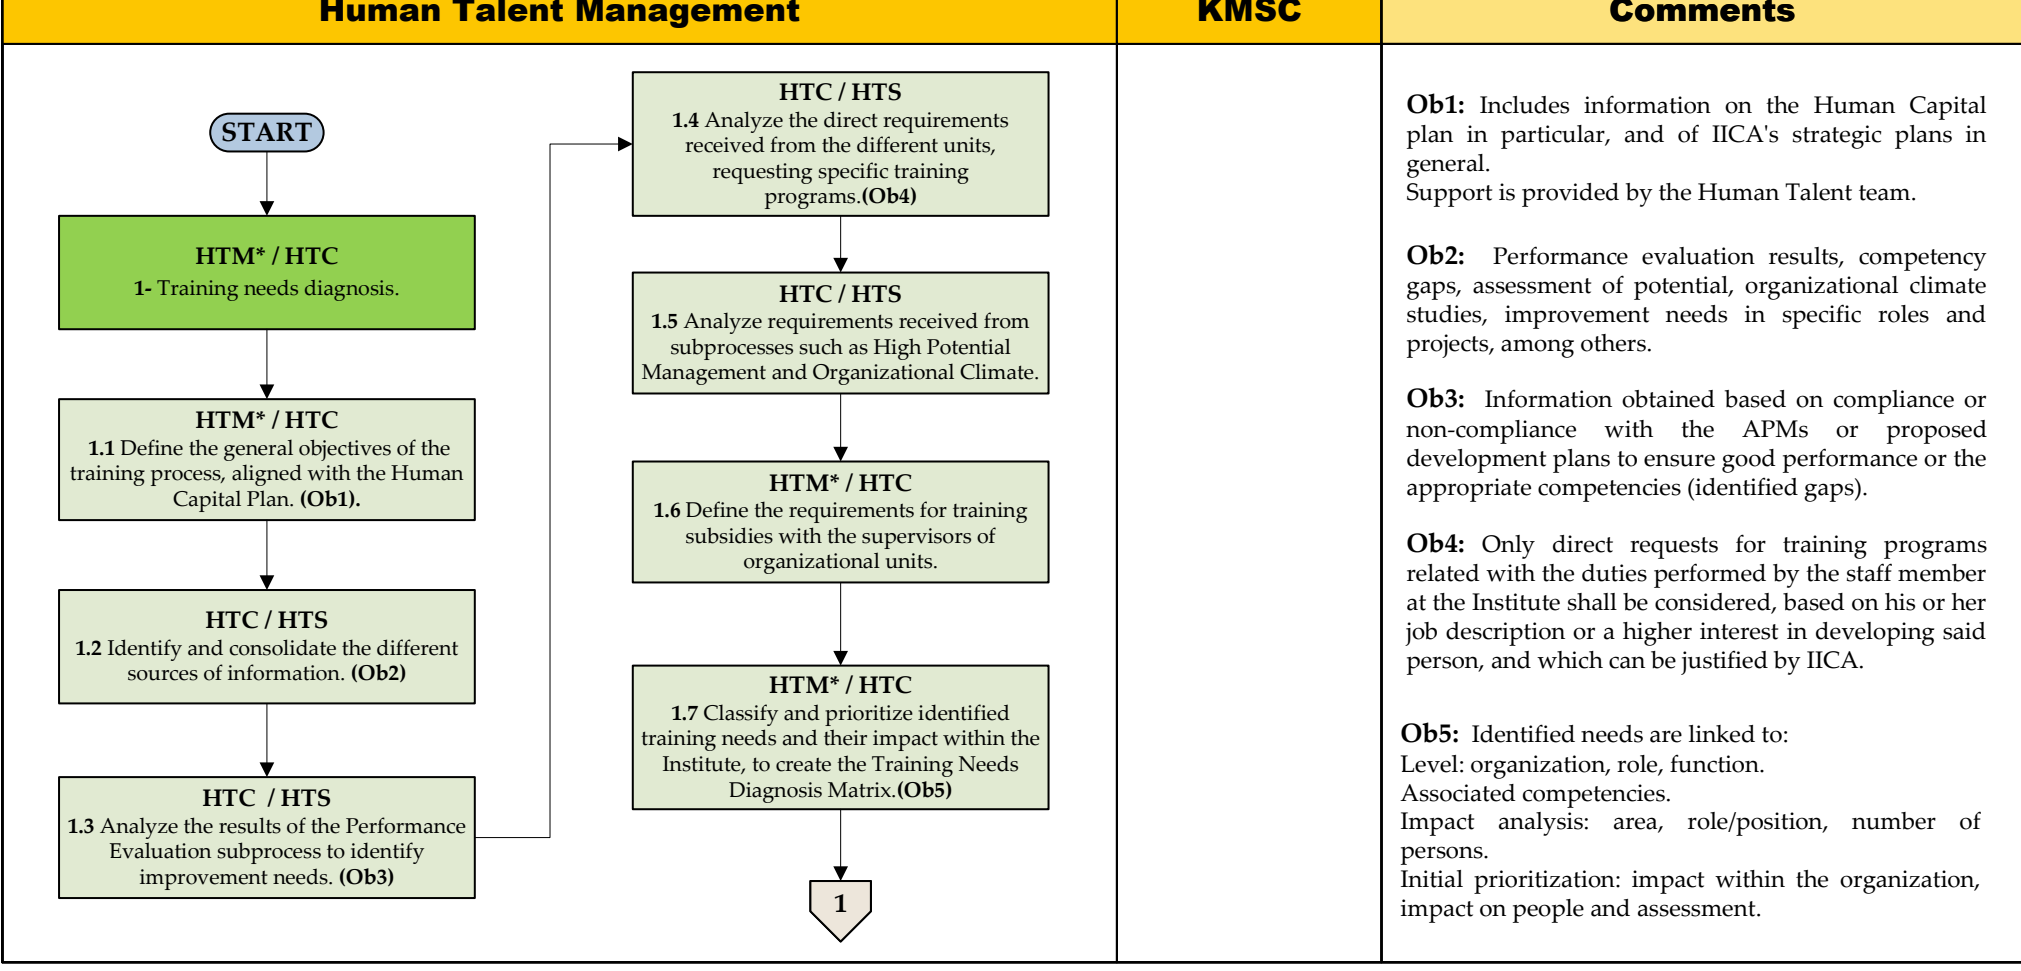 Human Talent Management
KMSC
Comments
START
HTM* / HTC
1- Training needs diagnosis.
HTM* / HTC
1.1 Define the general objectives of the
training process, aligned with the Human
Capital Plan. (Ob1).
HTC / HTS
1.2 Identify and consolidate the different
sources of information. (Ob2)
HTC / HTS
1.3 Analyze the results of the Performance
Evaluation subprocess to identify
improvement needs. (Ob3)
HTC / HTS
1.4 Analyze the direct requirements
received from the different units,
requesting specific training
programs.(Ob4)
HTC / HTS
1.5 Analyze requirements received from
subprocesses such as High Potential
Management and Organizational Climate.
HTM* / HTC
1.6 Define the requirements for training
subsidies with the supervisors of
organizational units.
HTM* / HTC
1.7 Classify and prioritize identified
training needs and their impact within the
Institute, to create the Training Needs
Diagnosis Matrix.(Ob5)
1
Ob1: Includes information on the Human Capital
plan in particular, and of IICA's strategic plans in
general.
Support is provided by the Human Talent team.
Ob2: Performance evaluation results, competency
gaps, assessment of potential, organizational climate
studies, improvement needs in specific roles and
projects, among others.
Ob3: Information obtained based on compliance or
non-compliance with the APMs or proposed
development plans to ensure good performance or the
appropriate competencies (identified gaps).
Ob4: Only direct requests for training programs
related with the duties performed by the staff member
at the Institute shall be considered, based on his or her
job description or a higher interest in developing said
person, and which can be justified by IICA.
Ob5: Identified needs are linked to:
Level: organization, role, function.
Associated competencies.
Impact analysis: area, role/position, number of
persons.
Initial prioritization: impact within the organization,
impact on people and assessment.